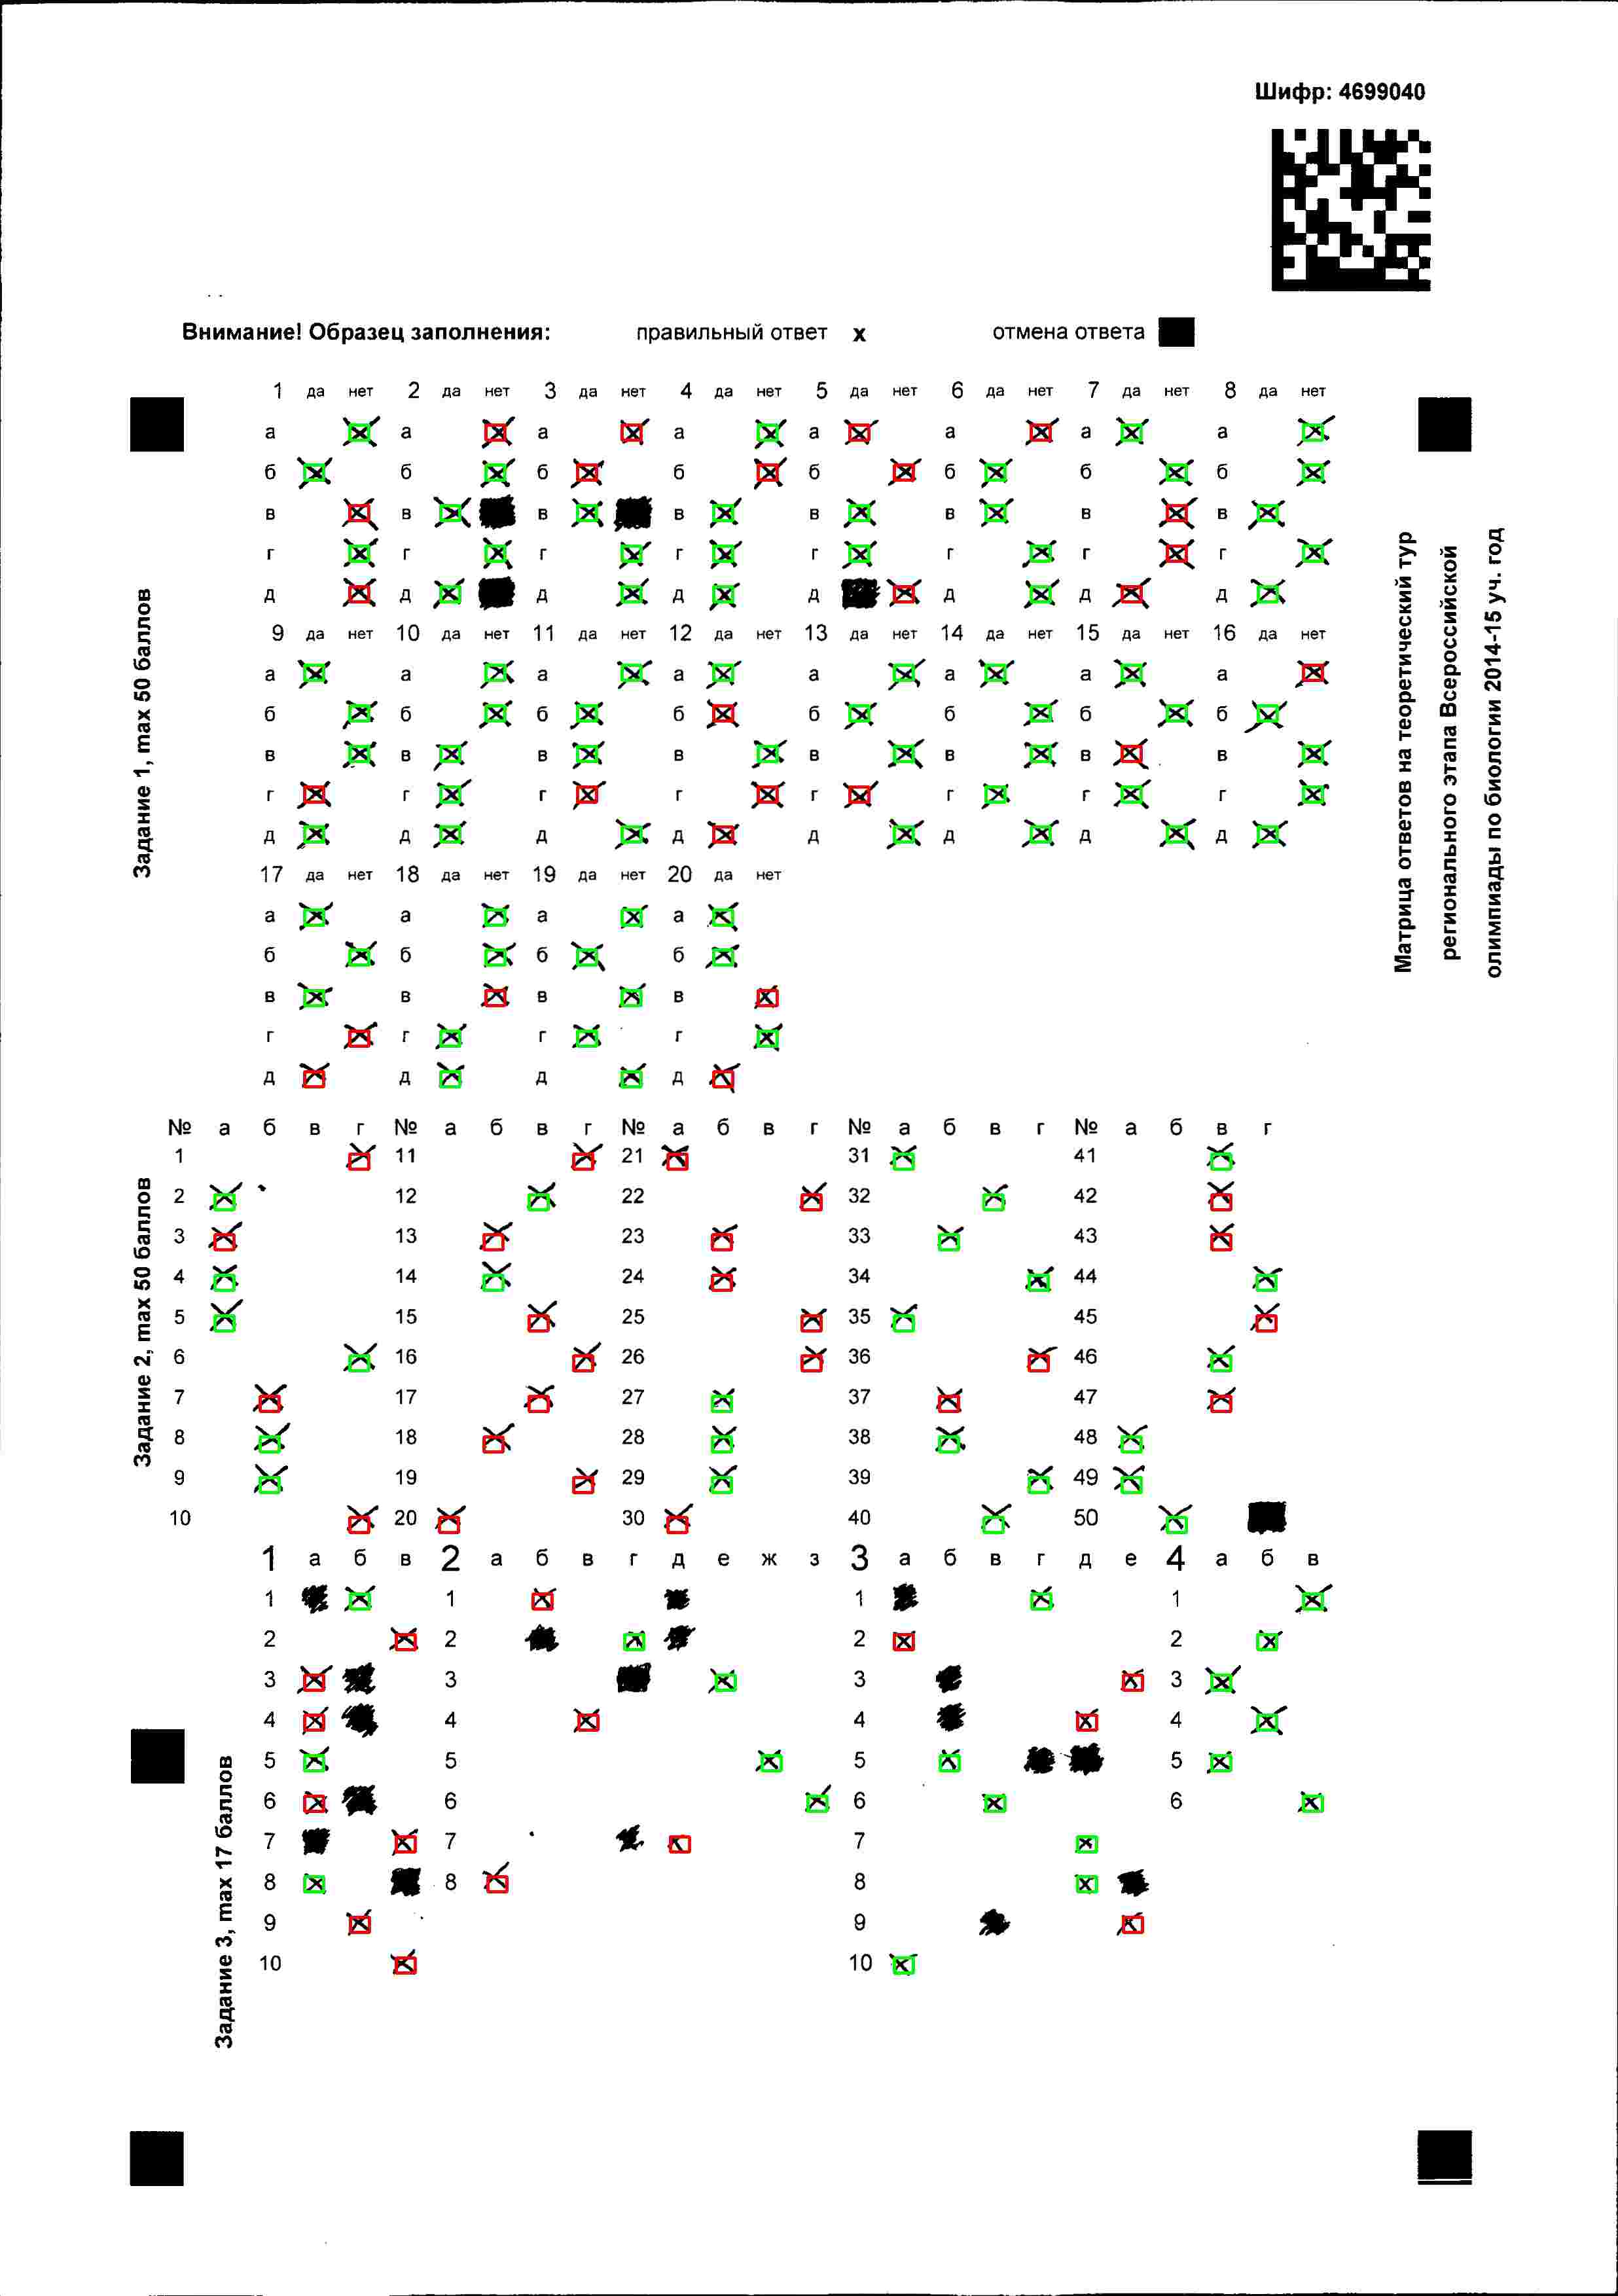 Шифр: 4699040
Внимание! Образец заполнения: правильный ответ x отмена ответа
1 да нет 2 да нет 3 да нет 4 да нет 5 да нет 6 да нет 7 да нет 8 да нет
а а а а а а а а
б б б б б б б б
в в в в в в в в
г г г г г г г г
д д д д д д д д
9 да нет 10 да нет 11 да нет 12 да нет 13 да нет 14 да нет 15 да нет 16 да нет
а а а а а а а а
б б б б б б б б
в в в в в в в в
г г г г г г г г
д д д д д д д д
17 да нет 18 да нет 19 да нет 20 да нет
а а а а
б б б б
в в в в
г г г г
д д д д
Задание 1, max 50 баллов
Матрица ответов на теоретический тур
регионального этапа Всероссийской
олимпиады по биологии 2014-15 уч. год
№ а б в г № а б в г № а б в г № а б в г № а б в г
1 11 21 31 41
2 12 22 32 42
3 13 23 33 43
4 14 24 34 44
5 15 25 35 45
6 16 26 36 46
7 17 27 37 47
8 18 28 38 48
9 19 29 39 49
10 20 30 40 50
Задание 2, max 50 баллов
1 а б в 2 а б в г д е ж з 3 а б в г д е 4 а б в
1 1 1 1
2 2 2 2
3 3 3 3
4 4 4 4
5 5 5 5
6 6 6 6
7 7 7
8 8 8
9 9
10 10
Задание 3, max 17 баллов